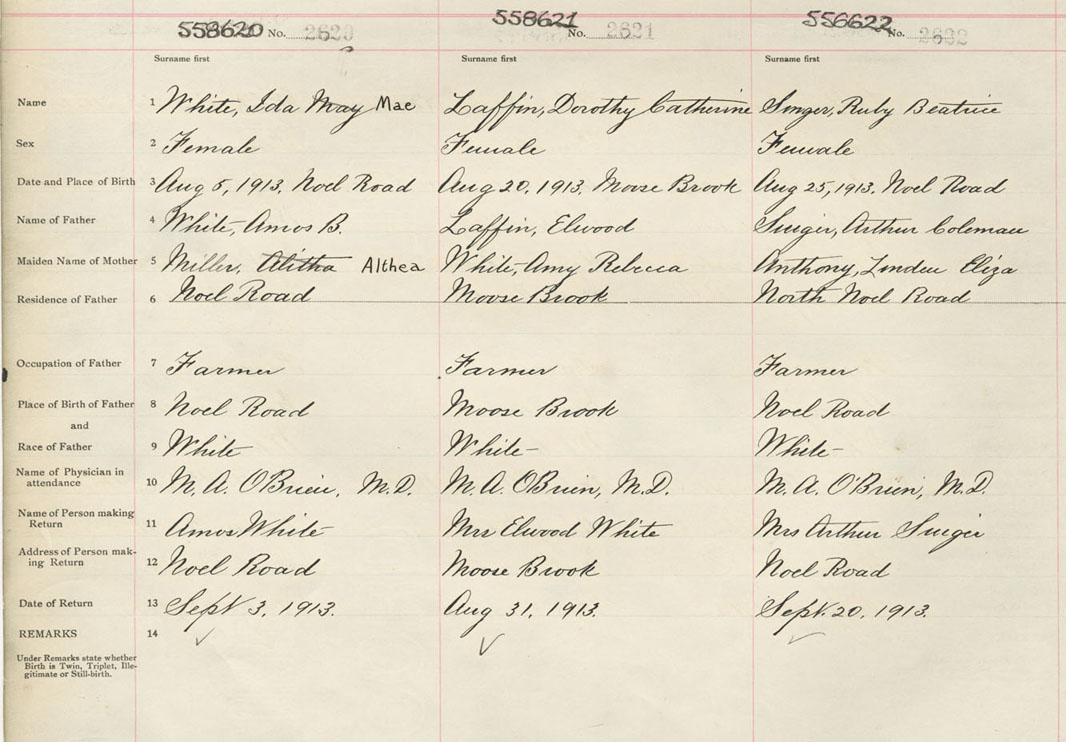 558620 No. 2620 558621 No. 2621 556622 No. 2632
Surname first Surname first Surname first
Name 1 White, Ida May Mae Laffin, Dorothy Catherine Singer, Ruby Beatrice
Sex 2 Female Female Female
Date and Place of Birth 3 Aug 5, 1913. Noel Road Aug 20, 1913. Moose Brook Aug 25, 1913. Noel Road
Name of Father 4 White, Amos B. Laffin, Elwood Singer, Arthur Coleman
Maiden Name of Mother 5 Miller, Alitha Althea White, Amy Rebecca Anthony, Linden Eliza
Residence of Father 6 Noel Road Moose Brook North Noel Road
Occupation of Father 7 Farmer Farmer Farmer
Place of Birth of Father 8 Noel Road Moose Brook Noel Road
and
Race of Father 9 White White White
Name of Physician in
attendance 10 M. A. O'Brien, M.D. M. A. O'Brien, M.D. M. A. O'Brien, M.D.
Name of Person making
Return 11 Amos White Mrs Elwood White Mrs Arthur Singer
Address of Person mak-
ing Return 12 Noel Road Moose Brook Noel Road
Date of Return 13 Sept 3, 1913. Aug 31, 1913. Sept. 20, 1913.
REMARKS 14
Under Remarks state whether
Birth is Twin, Triplet, Ille-
gitimate or Still-birth.